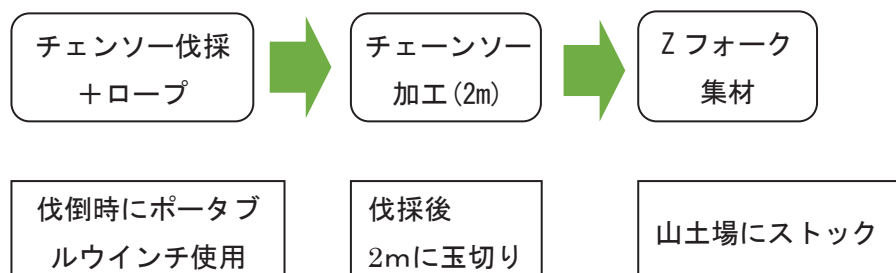 チェンソー伐採
＋ロープ
チェーンソー
加工(2m)
Zフォーク
集材
伐倒時にポータブ
ルウインチ使用
伐採後
2mに玉切り
山土場にストック